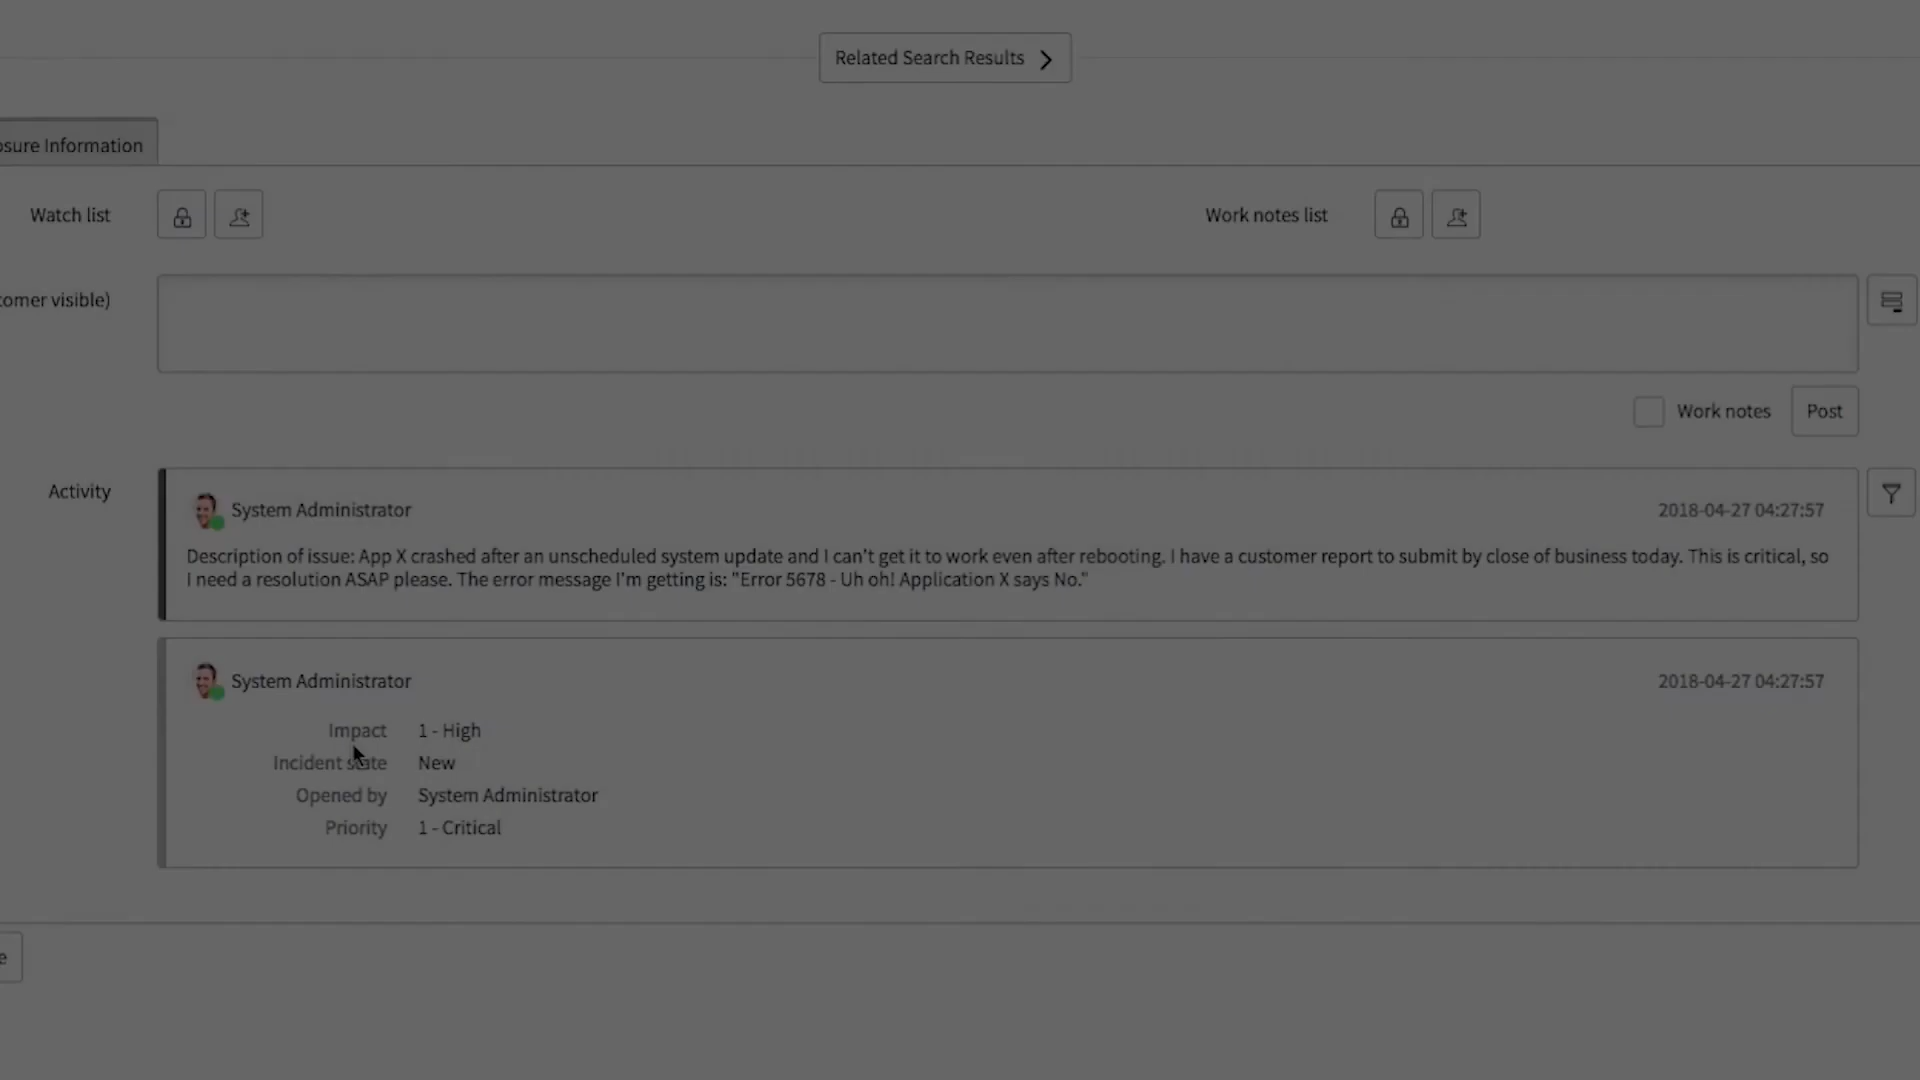 Related Search Results
osure Information
Watch list
Work notes list
comer visible)
Work notes
Post
Activity
System Administrator
2018-04-27 04:27:57
Description of issue: App X crashed after an unscheduled system update and I can't get it to work even after rebooting. I have a customer report to submit by close of business today. This is critical, so
I need a resolution ASAP please. The error message I'm getting is: "Error 5678 - Uh oh! Application X says No."
System Administrator
2018-04-27 04:27:57
Impact 1 - High
Incident state New
Opened by System Administrator
Priority 1 - Critical
e